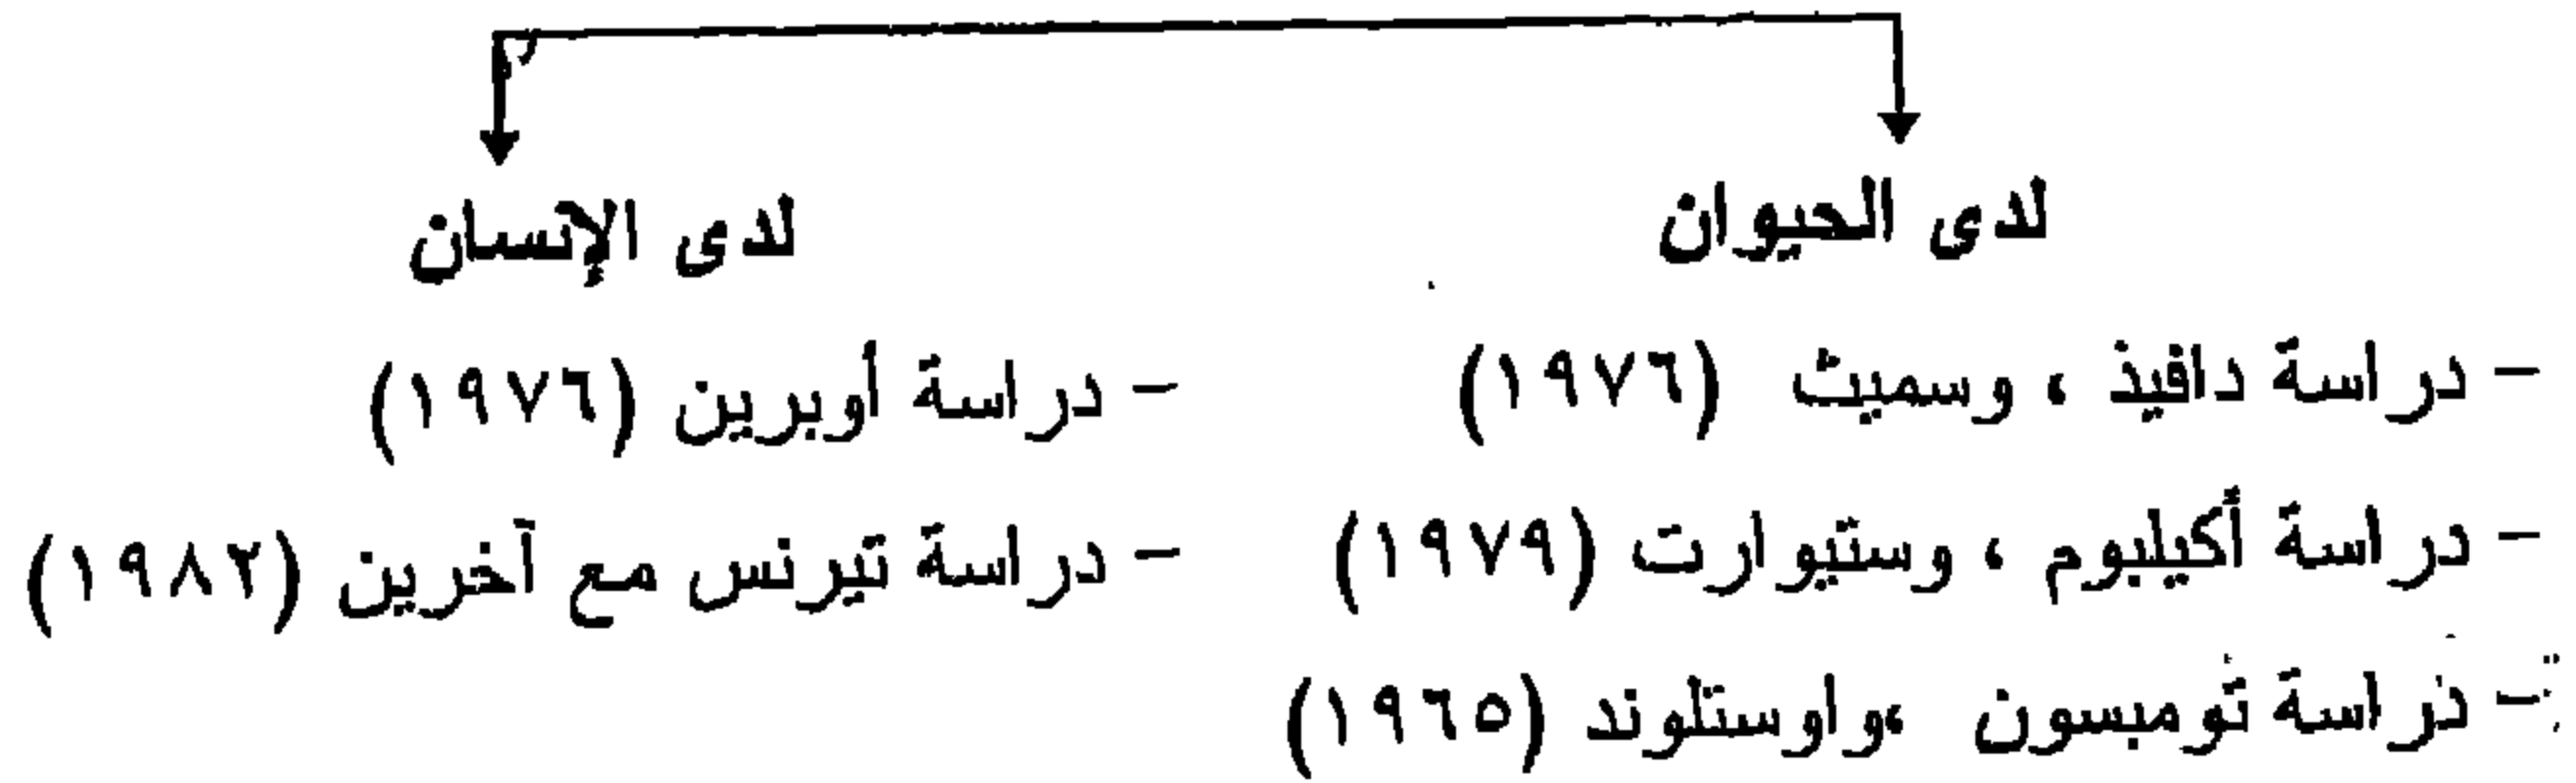 لدى الحيوان
- دراسة دافيذ ، وسميث (١٩٧٦)
- دراسة أكيلبوم ، وستيوارت (١٩٧٩)
- دراسة تومبسون ،واوستلوند (١٩٦٥)
لدى الإنسان
- دراسة أوبرين (١٩٧٦)
- دراسة تيرنس مع آخرين (١٩٨٢)